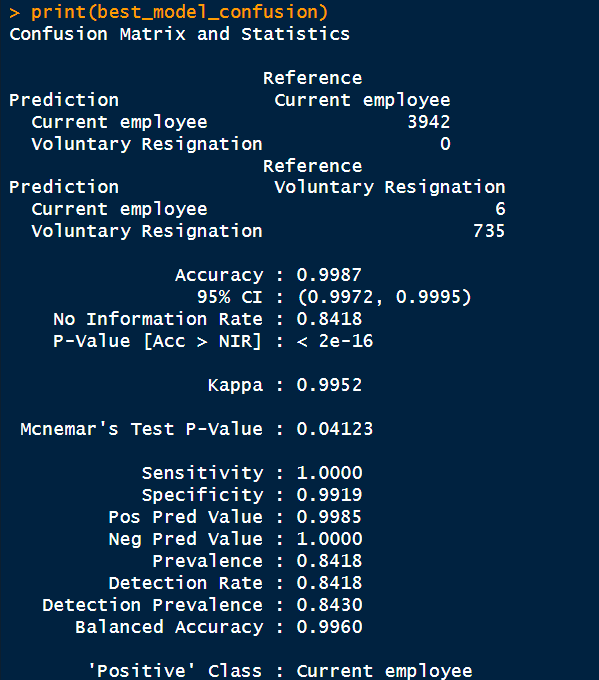 > print(best_model_confusion)
Confusion Matrix and Statistics
Reference
Prediction Current employee
Current employee 3942
Voluntary Resignation 0
Reference
Prediction Voluntary Resignation
Current employee 6
Voluntary Resignation 735
Accuracy : 0.9987
95% CI : (0.9972, 0.9995)
No Information Rate : 0.8418
P-Value [Acc > NIR] : < 2e-16
Kappa : 0.9952
Mcnemar's Test P-Value : 0.04123
Sensitivity : 1.0000
Specificity : 0.9919
Pos Pred Value : 0.9985
Neg Pred Value : 1.0000
Prevalence : 0.8418
Detection Rate : 0.8418
Detection Prevalence : 0.8430
Balanced Accuracy : 0.9960
'Positive' Class : Current employee